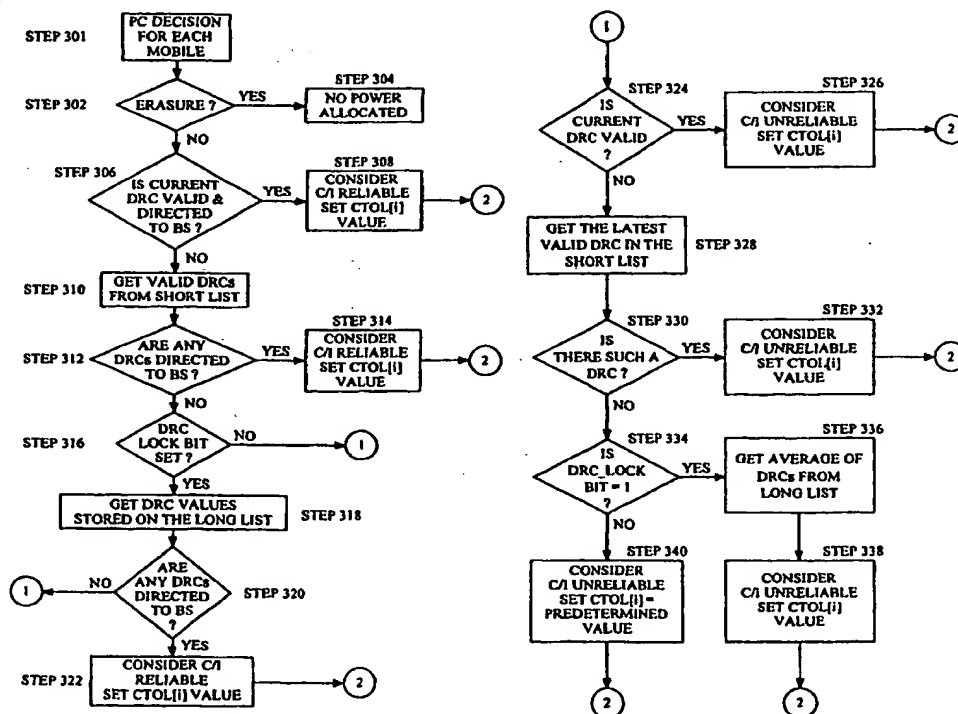 STEP 301
PC DECISION
FOR EACH
MOBILE
STEP 302
ERASURE ?
YES
STEP 304
NO POWER
ALLOCATED
NO
STEP 306
IS CURRENT
DRC VALID &
DIRECTED
TO BS ?
YES
STEP 308
CONSIDER
C/I RELIABLE
SET CTOL[i]
VALUE
2
NO
STEP 310
GET VALID DRCs
FROM SHORT LIST
STEP 312
ARE ANY
DRCs DIRECTED
TO BS ?
YES
STEP 314
CONSIDER
C/I RELIABLE
SET CTOL[i]
VALUE
2
NO
STEP 316
DRC
LOCK BIT
SET ?
NO
1
YES
GET DRC VALUES
STORED ON THE LONG LIST
STEP 318
ARE
ANY DRCs
DIRECTED
TO BS
?
STEP 320
NO
1
YES
STEP 322
CONSIDER C/I
RELIABLE
SET CTOL[i] VALUE
2
1
STEP 324
IS
CURRENT
DRC VALID
?
YES
STEP 326
CONSIDER
C/I UNRELIABLE
SET CTOL[i]
VALUE
2
NO
GET THE LATEST
VALID DRC IN THE
SHORT LIST
STEP 328
STEP 330
IS
THERE SUCH A
DRC ?
YES
STEP 332
CONSIDER
C/I UNRELIABLE
SET CTOL[i]
VALUE
2
NO
STEP 334
IS
DRC_LOCK
BIT = 1
?
YES
STEP 336
GET AVERAGE OF
DRCs FROM
LONG LIST
NO
STEP 340
CONSIDER
C/I UNRELIABLE
SET CTOL[i] =
PREDETERMINED
VALUE
2
STEP 338
CONSIDER
C/I UNRELIABLE
SET CTOL[i]
VALUE
2